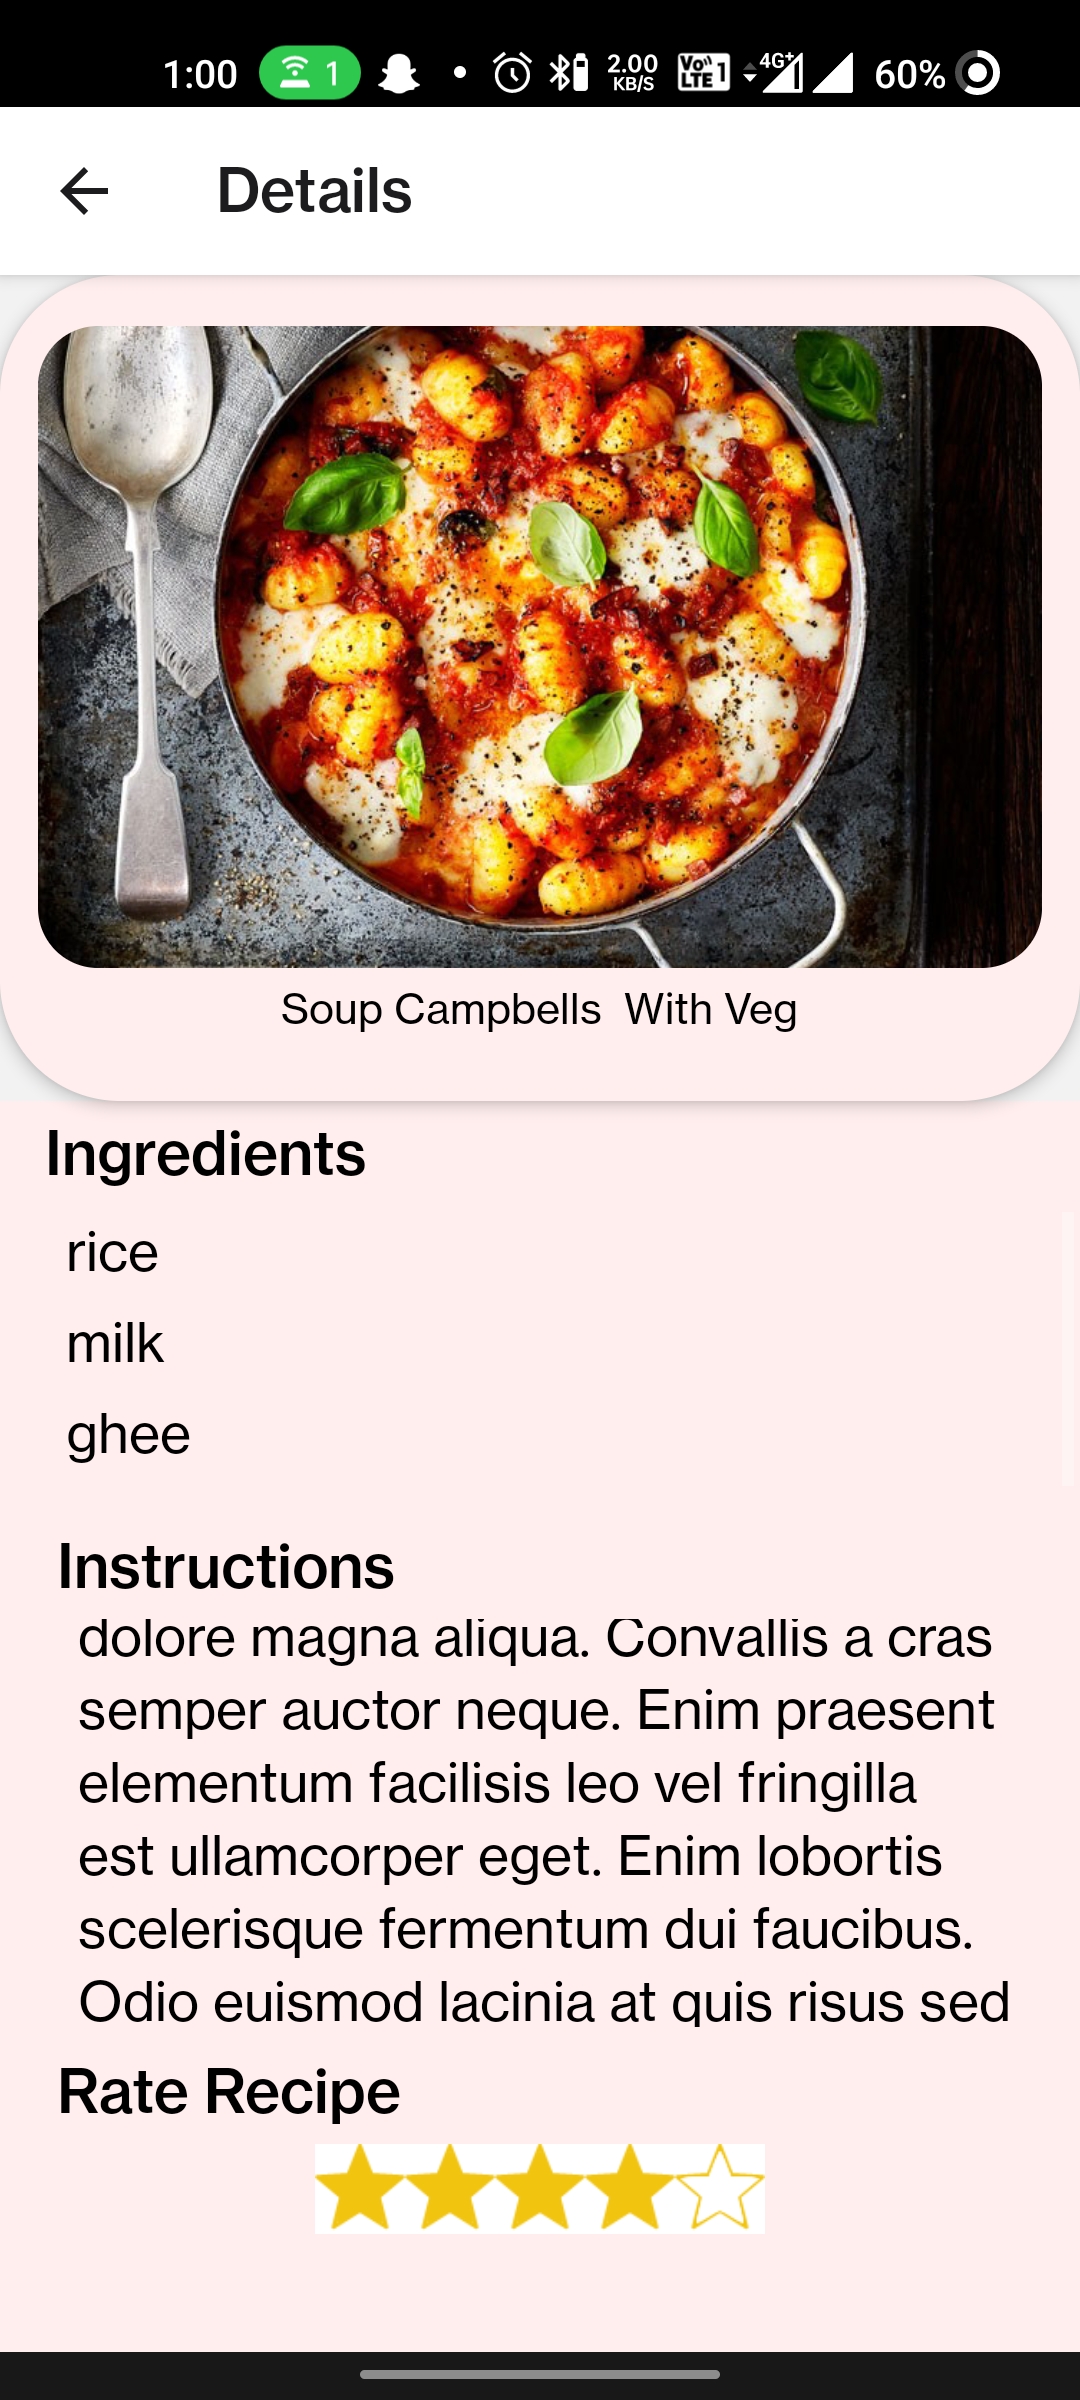 1:00 1 2.00 KB/S Vo)) LTE 1 4G+ 60%
Details
Soup Campbells  With Veg
Ingredients
rice
milk
ghee
Instructions
dolore magna aliqua. Convallis a cras
semper auctor neque. Enim praesent
elementum facilisis leo vel fringilla
est ullamcorper eget. Enim lobortis
scelerisque fermentum dui faucibus.
Odio euismod lacinia at quis risus sed
Rate Recipe